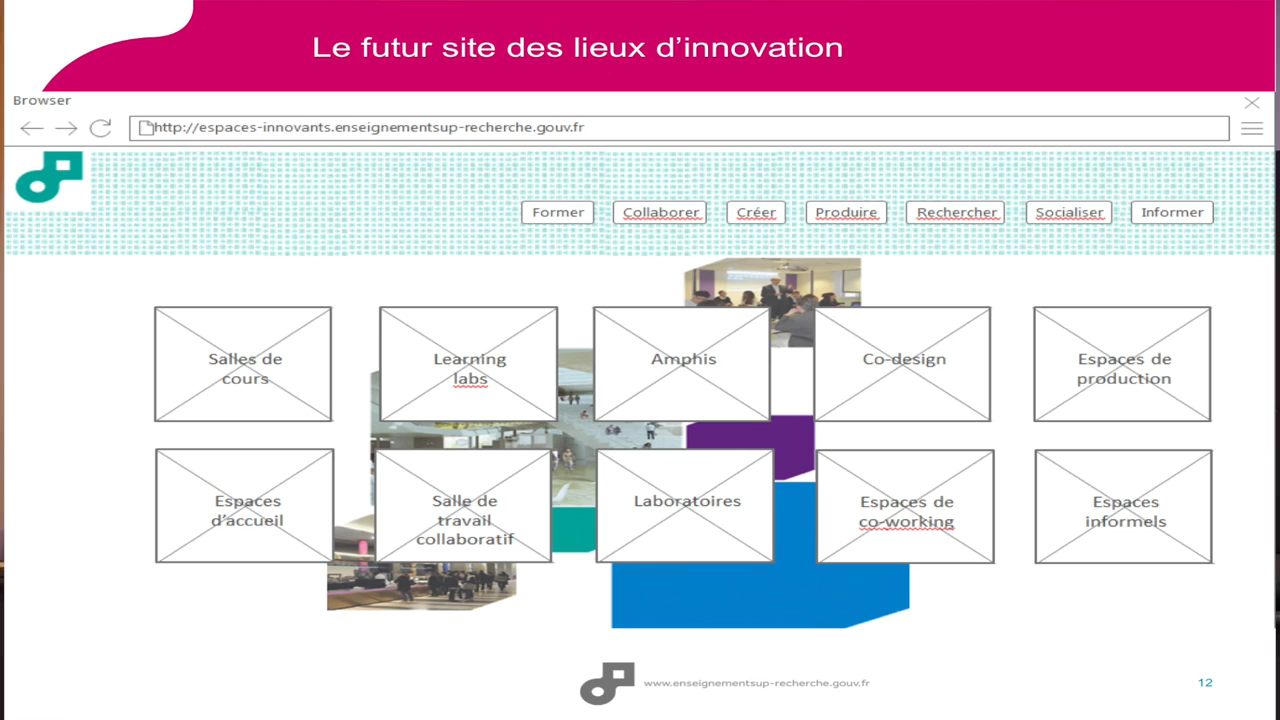 Le futur site des lieux d'innovation
Browser
http://espaces-innovants.enseignementsup-recherche.gouv.fr
Former
Collaborer
Créer
Produire
Rechercher
Socialiser
Informer
Salles de
cours
Learning
labs
Amphis
Co-design
Espaces de
production
Espaces
d'accueil
Salle de
travail
collaboratif
Laboratoires
Espaces de
co-working
Espaces
informels
www.enseignementsup-recherche.gouv.fr
12